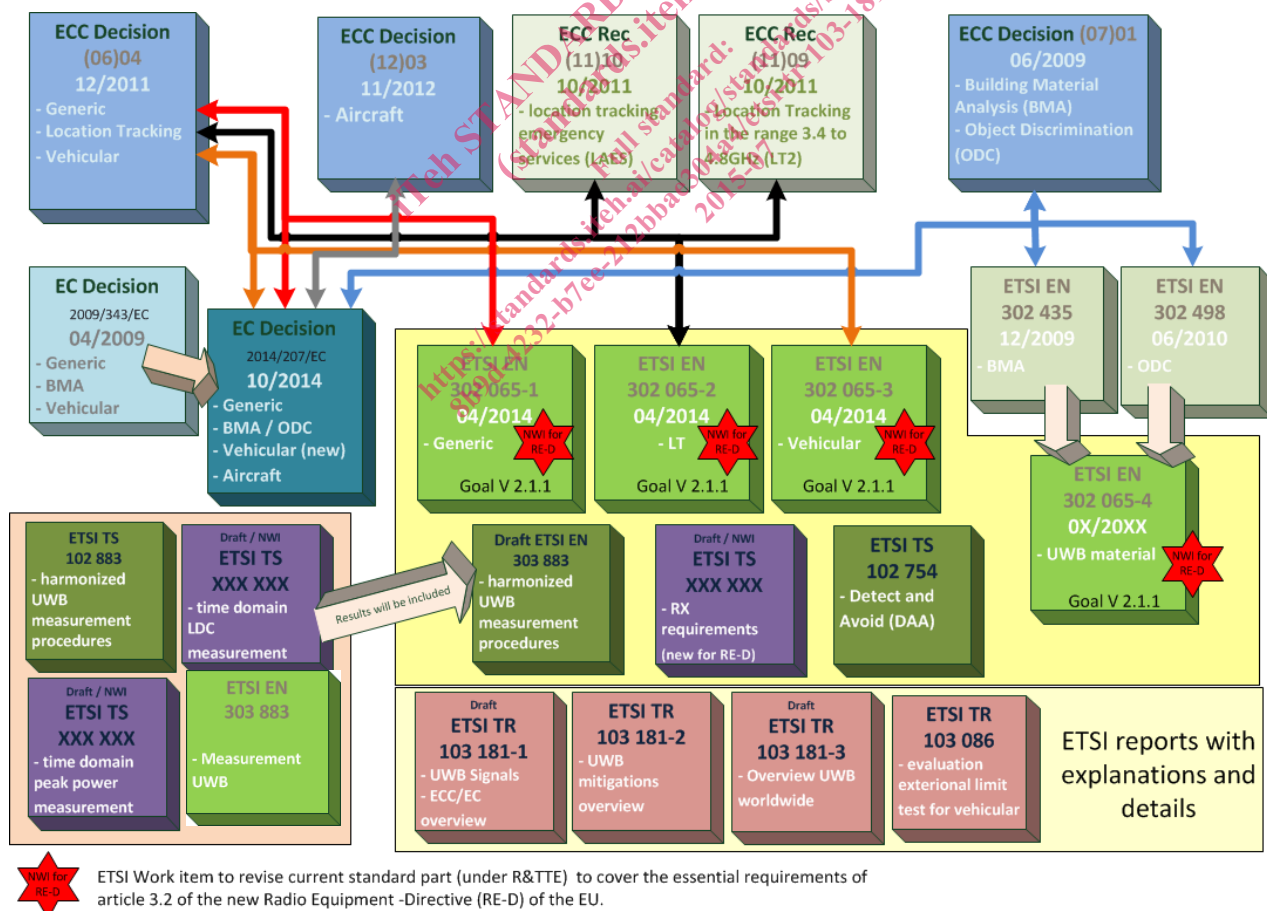 ECC Decision
(06)04
12/2011
- Generic
- Location Tracking
- Vehicular
ECC Decision
(12)03
11/2012
- Aircraft
ECC Rec
(11)10
10/2011
- location tracking
emergency
services (LAES)
ECC Rec
(11)09
10/2011
- Location Tracking
in the range 3.4 to
4.8GHz (LT2)
ECC Decision (07)01
06/2009
- Building Material
Analysis (BMA)
- Object Discrimination
(ODC)
EC Decision
2009/343/EC
04/2009
- Generic
- BMA
- Vehicular
EC Decision
2014/207/EC
10/2014
- Generic
- BMA / ODC
- Vehicular (new)
- Aircraft
ETSI EN
302 065-1
04/2014
- Generic
NWI for
RE-D
Goal V 2.1.1
ETSI EN
302 065-2
04/2014
- LT
NWI for
RE-D
Goal V 2.1.1
ETSI EN
302 065-3
04/2014
- Vehicular
NWI for
RE-D
Goal V 2.1.1
ETSI EN
302 435
12/2009
- BMA
ETSI EN
302 498
06/2010
- ODC
ETSI EN
302 065-4
0X/20XX
- UWB material
NWI for
RE-D
Goal V 2.1.1
ETSI TS
102 883
- harmonized
UWB
measurement
procedures
Draft / NWI
ETSI TS
XXX XXX
- time domain
LDC
measurement
Results will be included
Draft ETSI EN
303 883
- harmonized
UWB
measurement
procedures
Draft / NWI
ETSI TS
XXX XXX
- RX
requirements
(new for RE-D)
ETSI TS
102 754
- Detect and
Avoid (DAA)
Draft / NWI
ETSI TS
XXX XXX
- time domain
peak power
measurement
ETSI EN
303 883
- Measurement
UWB
Draft
ETSI TR
103 181-1
- UWB Signals
- ECC/EC
overview
ETSI TR
103 181-2
- UWB
mitigations
overview
Draft
ETSI TR
103 181-3
- Overview UWB
worldwide
ETSI TR
103 086
- evaluation
exterional limit
test for vehicular
ETSI reports with
explanations and
details
NWI for
RE-D
ETSI Work item to revise current standard part (under R&TTE) to cover the essential requirements of
article 3.2 of the new Radio Equipment -Directive (RE-D) of the EU.
iTeh STANDARD
(standards.iteh.
Full standard:
2015-07